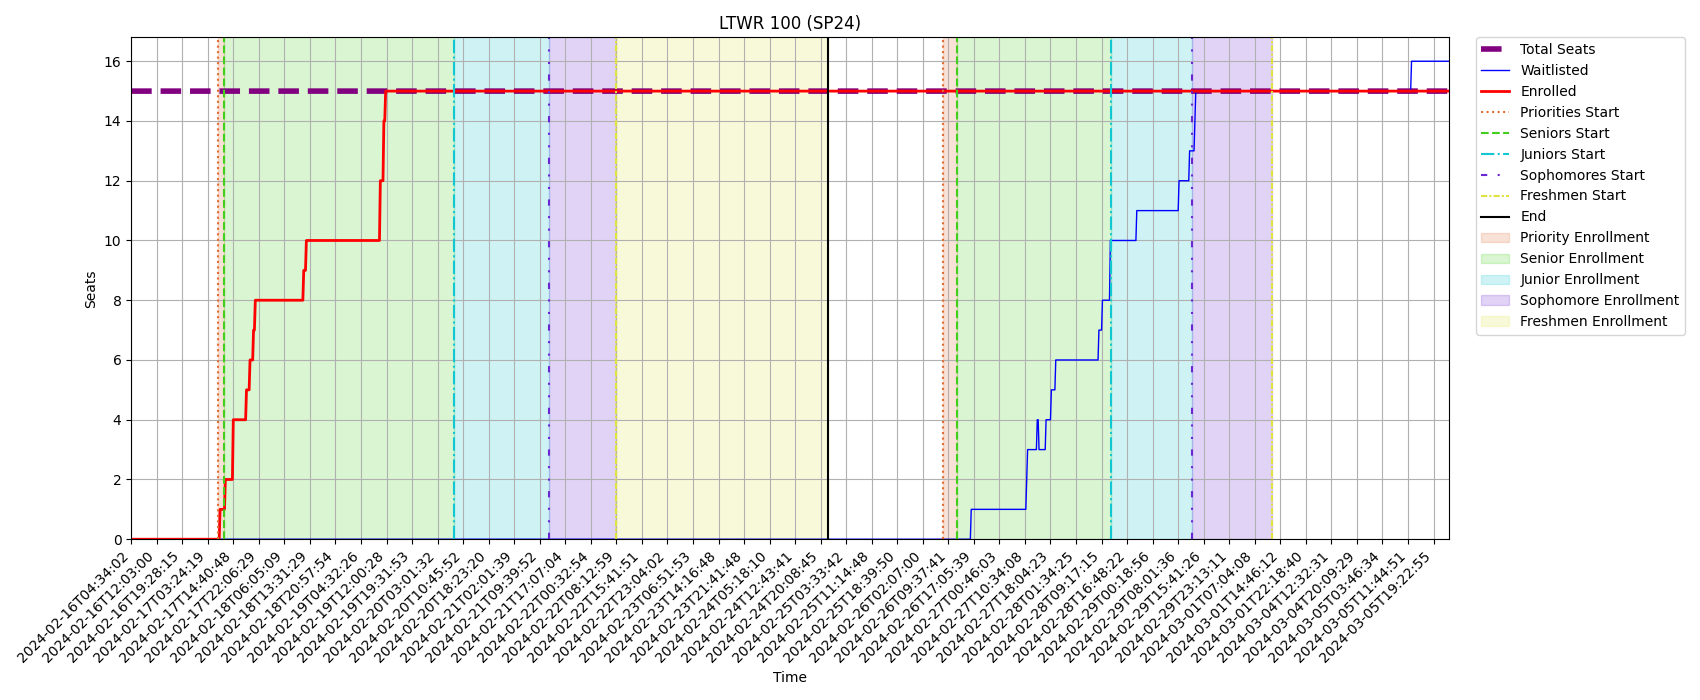 LTWR 100 (SP24)
Seats
16
14
12
10
8
6
4
2
0
2024-02-16T04:34:02
2024-02-16T12:03:00
2024-02-16T19:28:15
2024-02-17T03:24:19
2024-02-17T14:40:48
2024-02-17T22:06:29
2024-02-18T06:05:09
2024-02-18T13:31:29
2024-02-18T20:57:54
2024-02-19T04:32:26
2024-02-19T12:00:28
2024-02-19T19:31:53
2024-02-20T03:01:32
2024-02-20T10:45:52
2024-02-20T18:23:20
2024-02-21T02:01:39
2024-02-21T09:39:52
2024-02-21T17:07:04
2024-02-22T00:32:54
2024-02-22T08:12:59
2024-02-22T15:41:51
2024-02-22T23:04:02
2024-02-23T06:51:53
2024-02-23T14:16:48
2024-02-23T21:41:48
2024-02-24T05:18:10
2024-02-24T12:43:41
2024-02-24T20:08:45
2024-02-25T03:33:42
2024-02-25T11:14:48
2024-02-25T18:39:50
2024-02-26T02:07:00
2024-02-26T09:37:41
2024-02-26T17:05:39
2024-02-27T00:46:03
2024-02-27T10:34:08
2024-02-27T18:04:23
2024-02-28T01:34:25
2024-02-28T09:17:15
2024-02-28T16:48:22
2024-02-29T00:18:56
2024-02-29T08:01:36
2024-02-29T15:41:26
2024-02-29T23:13:11
2024-03-01T07:04:08
2024-03-01T14:46:12
2024-03-01T22:18:40
2024-03-04T12:32:31
2024-03-04T20:09:29
2024-03-05T03:46:34
2024-03-05T11:44:51
2024-03-05T19:22:55
Time
Total Seats
Waitlisted
Enrolled
Priorities Start
Seniors Start
Juniors Start
Sophomores Start
Freshmen Start
End
Priority Enrollment
Senior Enrollment
Junior Enrollment
Sophomore Enrollment
Freshmen Enrollment